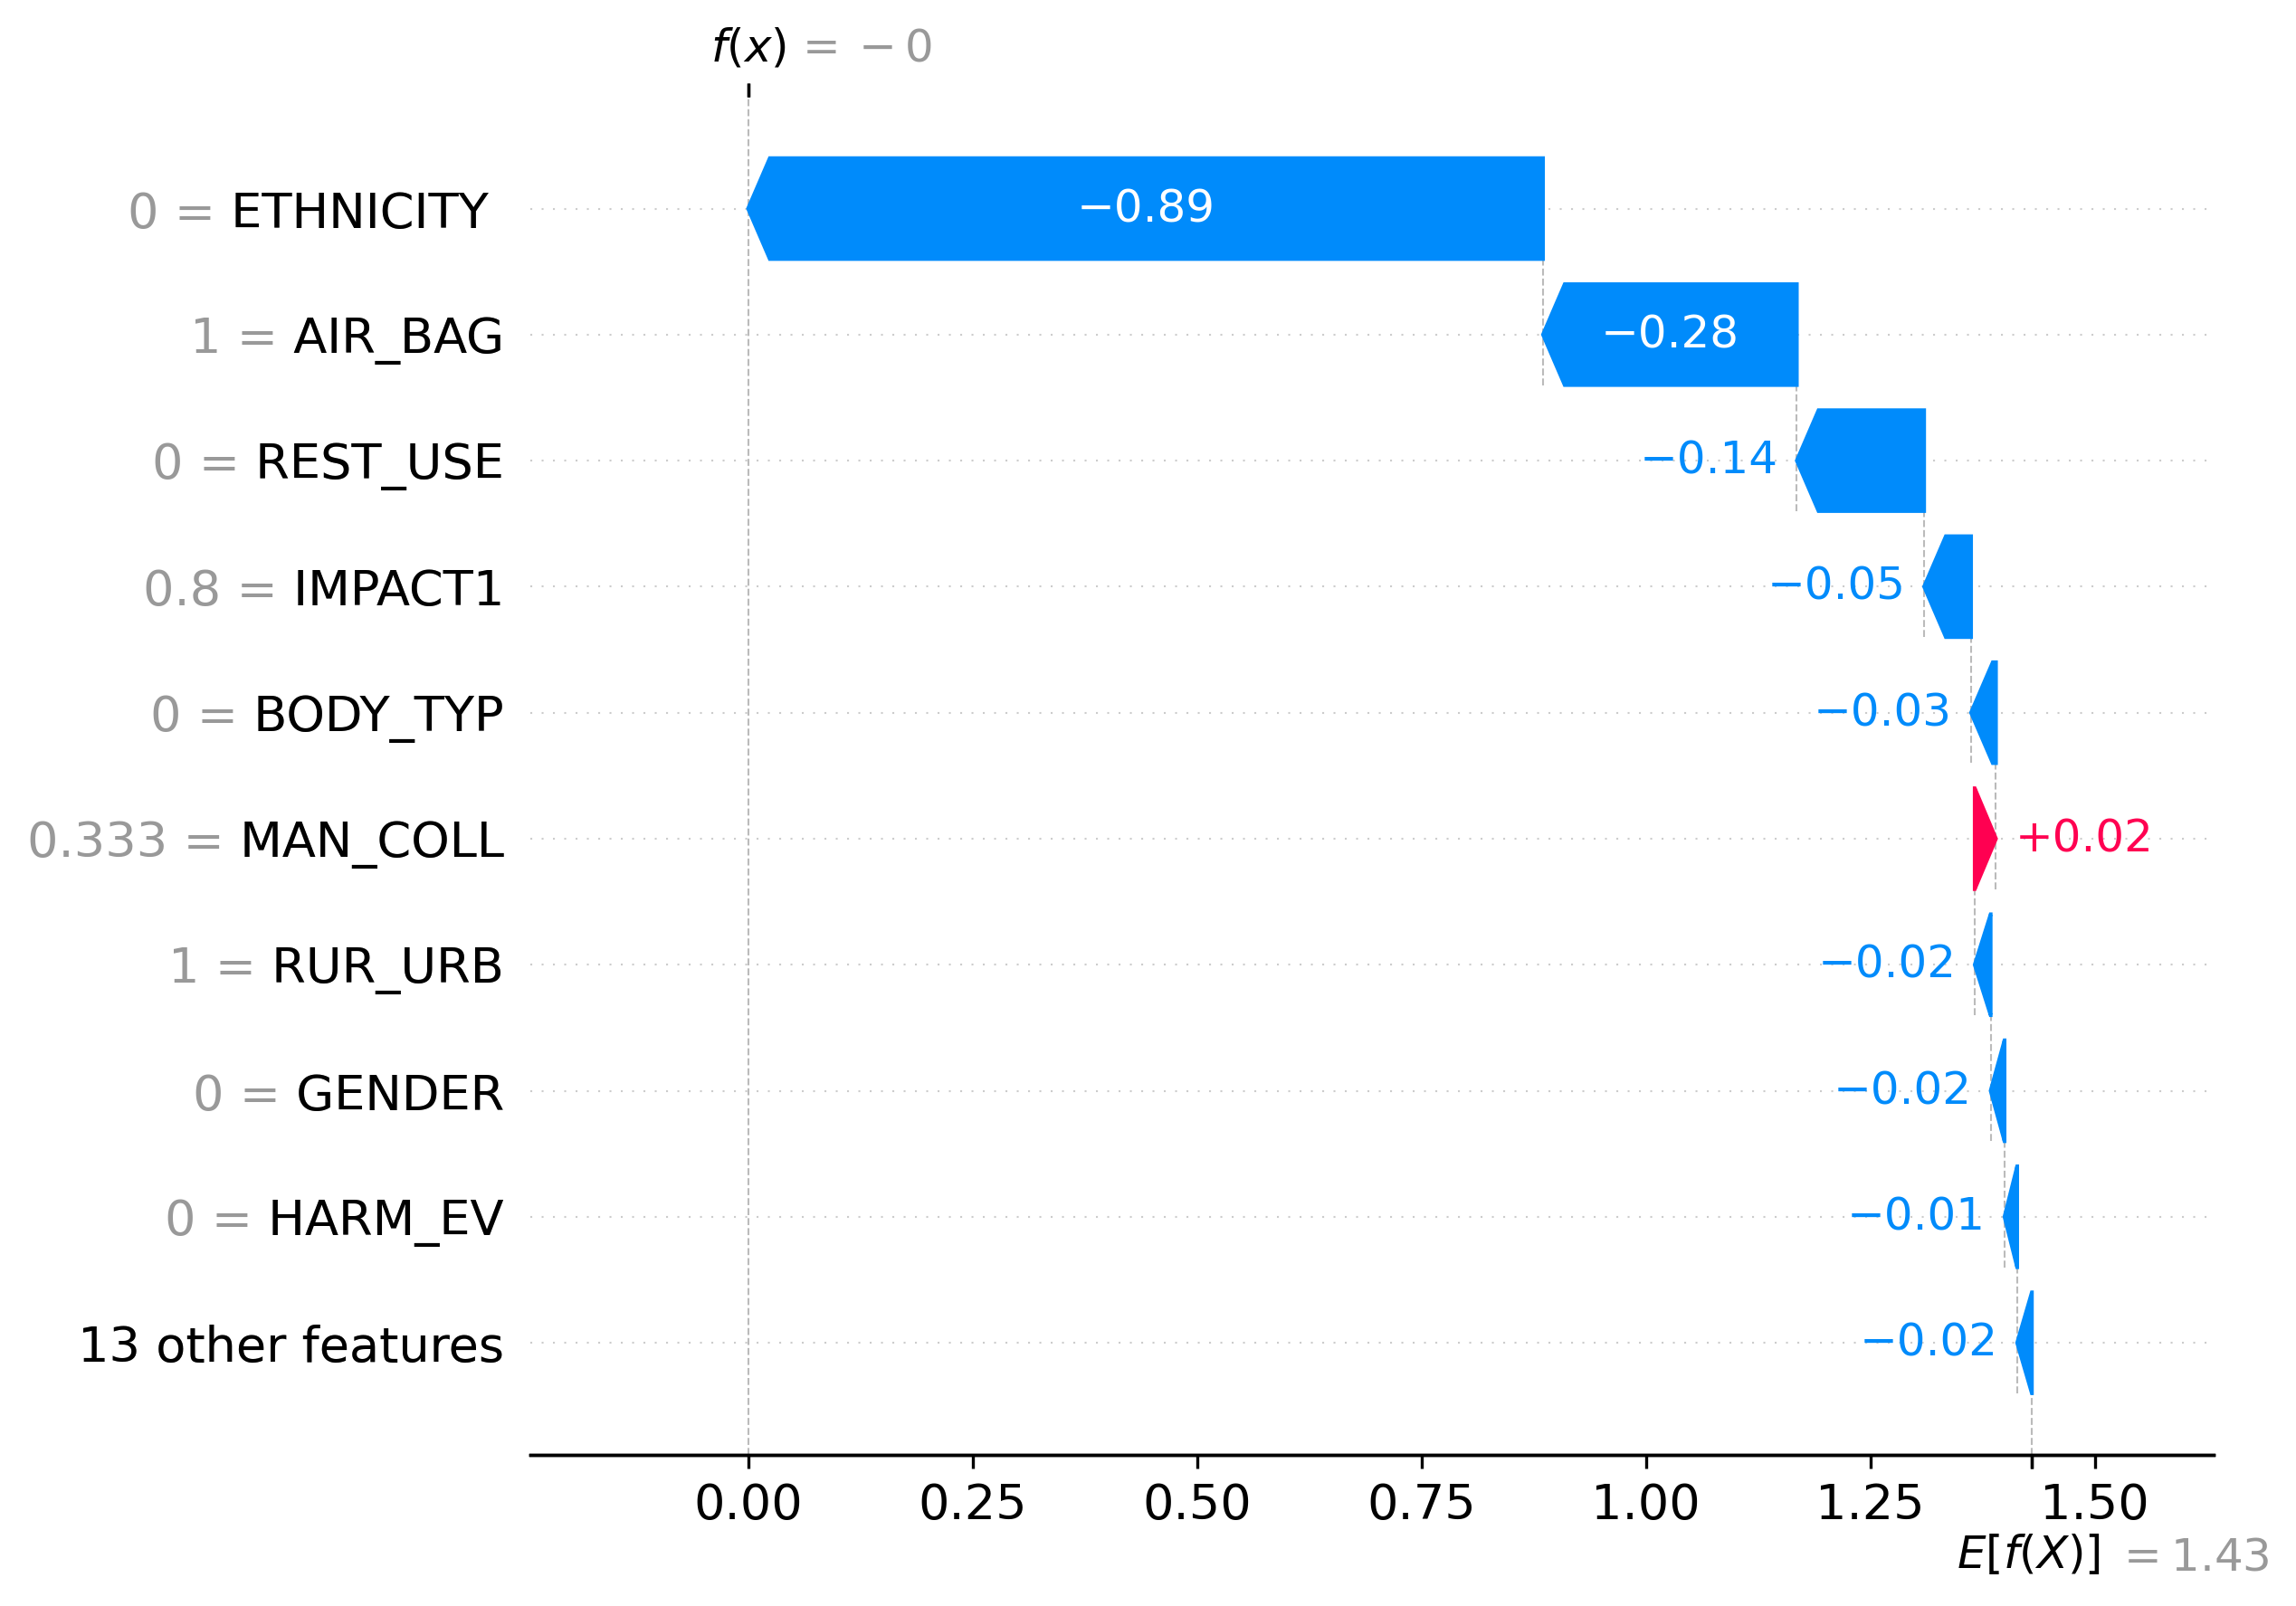 f(x) = −0
0 = ETHNICITY −0.89
1 = AIR_BAG −0.28
0 = REST_USE −0.14
0.8 = IMPACT1 −0.05
0 = BODY_TYP −0.03
0.333 = MAN_COLL +0.02
1 = RUR_URB −0.02
0 = GENDER −0.02
0 = HARM_EV −0.01
13 other features −0.02
0.00 0.25 0.50 0.75 1.00 1.25 1.50
E[f(X)] = 1.43